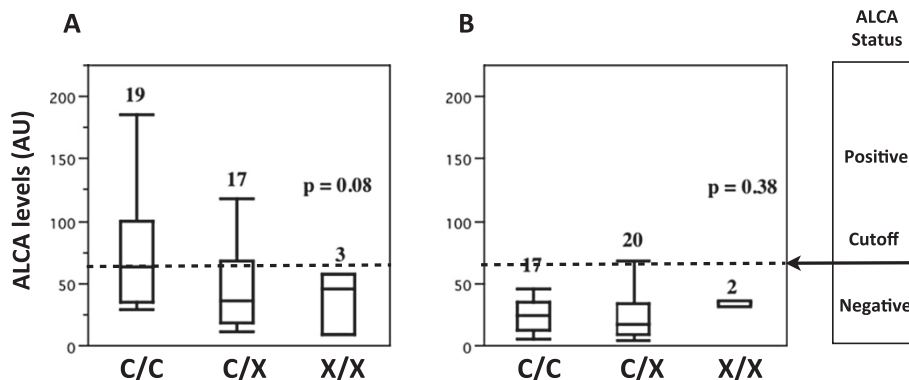 A
B
ALCA
Status
ALCA levels (AU)
200
150
100
50
0
19
17
3
p = 0.08
C/C
C/X
X/X
200
150
100
50
0
17
20
2
p = 0.38
C/C
C/X
X/X
Positive
Cutoff
Negative